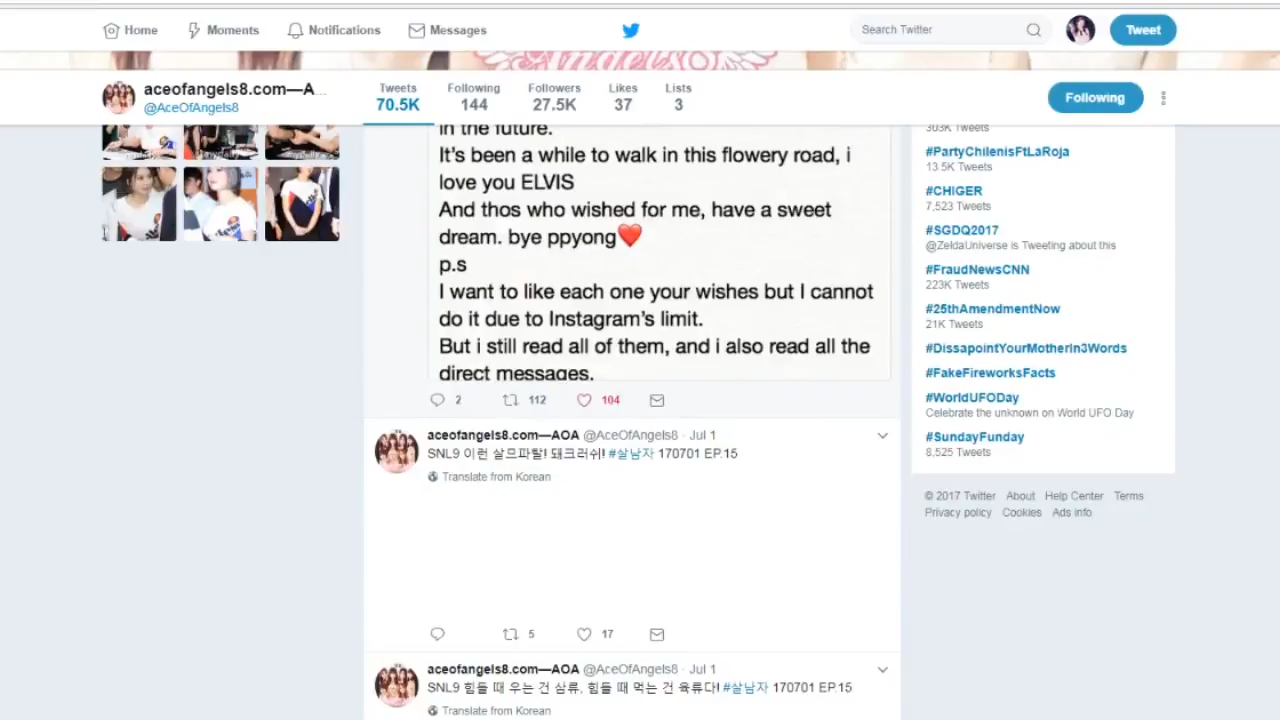 Home
Moments
Notifications
Messages
Search Twitter
Tweet
aceofangels8.com—A...
@AceOfAngels8
Tweets
70.5K
Following
144
Followers
27.5K
Likes
37
Lists
3
Following
in the future.
It's been a while to walk in this flowery road, i
love you ELVIS
And thos who wished for me, have a sweet
dream. bye ppyong❤️
p.s
I want to like each one your wishes but I cannot
do it due to Instagram's limit.
But i still read all of them, and i also read all the
direct messages.
2
112
104
aceofangels8.com—AOA @AceOfAngels8 · Jul 1
SNL9 이런 살모파탈! 돼크러쉬! #살남자 170701 EP.15
Translate from Korean
5
17
aceofangels8.com—AOA @AceOfAngels8 · Jul 1
SNL9 힘들 때 우는 건 삼류, 힘들 때 먹는 건 육류다! #살남자 170701 EP.15
Translate from Korean
303K Tweets
#PartyChilenisFtLaRoja
13.5K Tweets
#CHIGER
7,523 Tweets
#SGDQ2017
@ZeldaUniverse is Tweeting about this
#FraudNewsCNN
223K Tweets
#25thAmendmentNow
21K Tweets
#DissapointYourMotherIn3Words
#FakeFireworksFacts
#WorldUFODay
Celebrate the unknown on World UFO Day
#SundayFunday
8,525 Tweets
© 2017 Twitter About Help Center Terms
Privacy policy Cookies Ads info